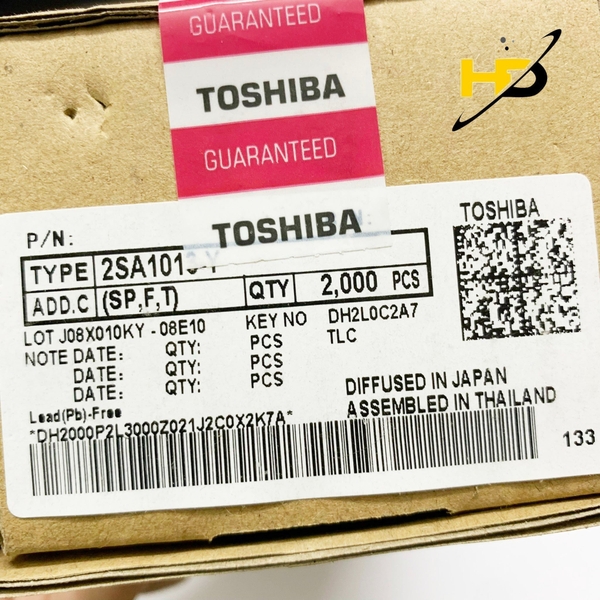 GUARANTEED
TOSHIBA
GUARANTEED
TOSHIBA
TOSHIBA
P/N:
TYPE
ADD.C (SP,F,T) QTY 2,000 PCS
LOT J08X010KY - 08E10 KEY NO DH2L0C2A7
NOTE DATE: QTY: PCS TLC
DATE: QTY: PCS
DATE: QTY: PCS
DIFFUSED IN JAPAN
ASSEMBLED IN THAILAND
Lead(Pb)-Free
*DH2000P2L3000Z021J2C0X2K7A*
133
HSD